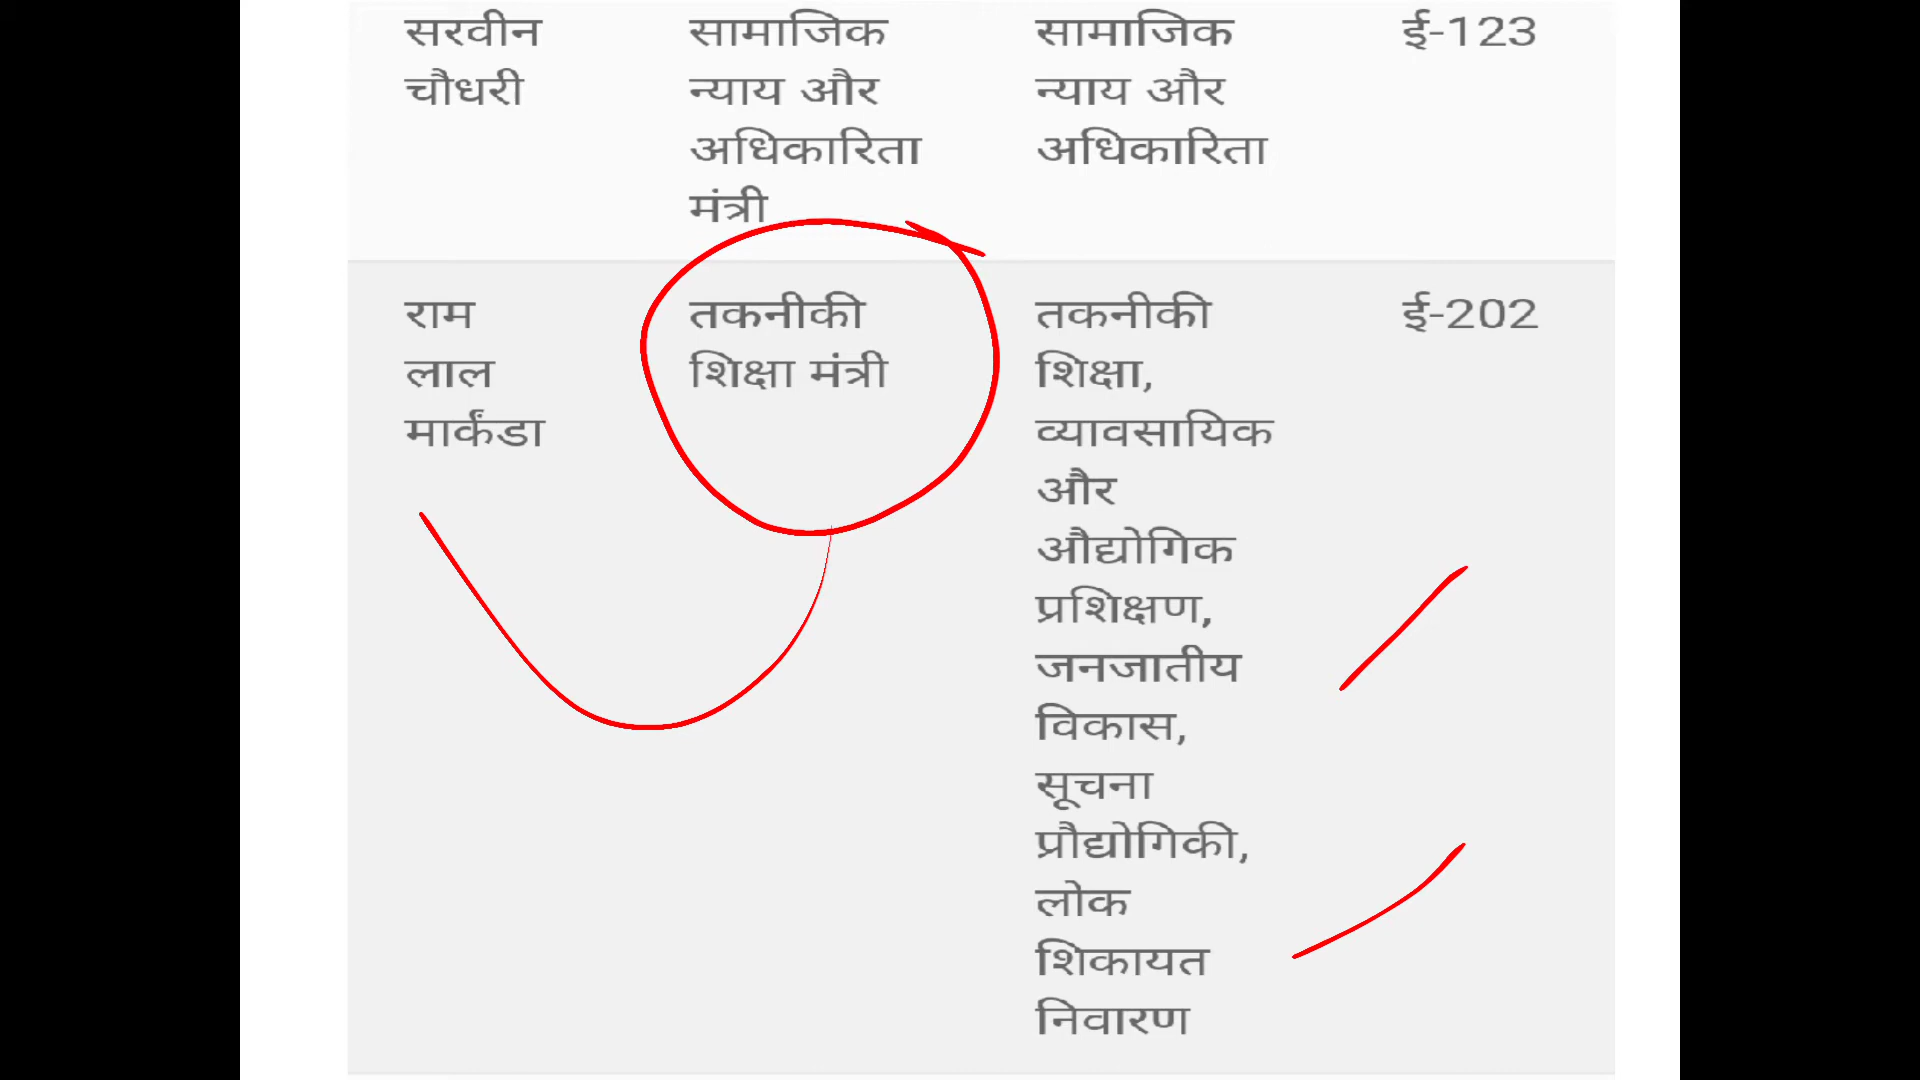 सरवीन सामाजिक सामाजिक ई-123
चौधरी न्याय और न्याय और
अधिकारिता अधिकारिता
मंत्री
राम तकनीकी तकनीकी ई-202
लाल शिक्षा मंत्री शिक्षा,
मार्कंडा व्यावसायिक
और
औद्योगिक
प्रशिक्षण,
जनजातीय
विकास,
सूचना
प्रौद्योगिकी,
लोक
शिकायत
निवारण